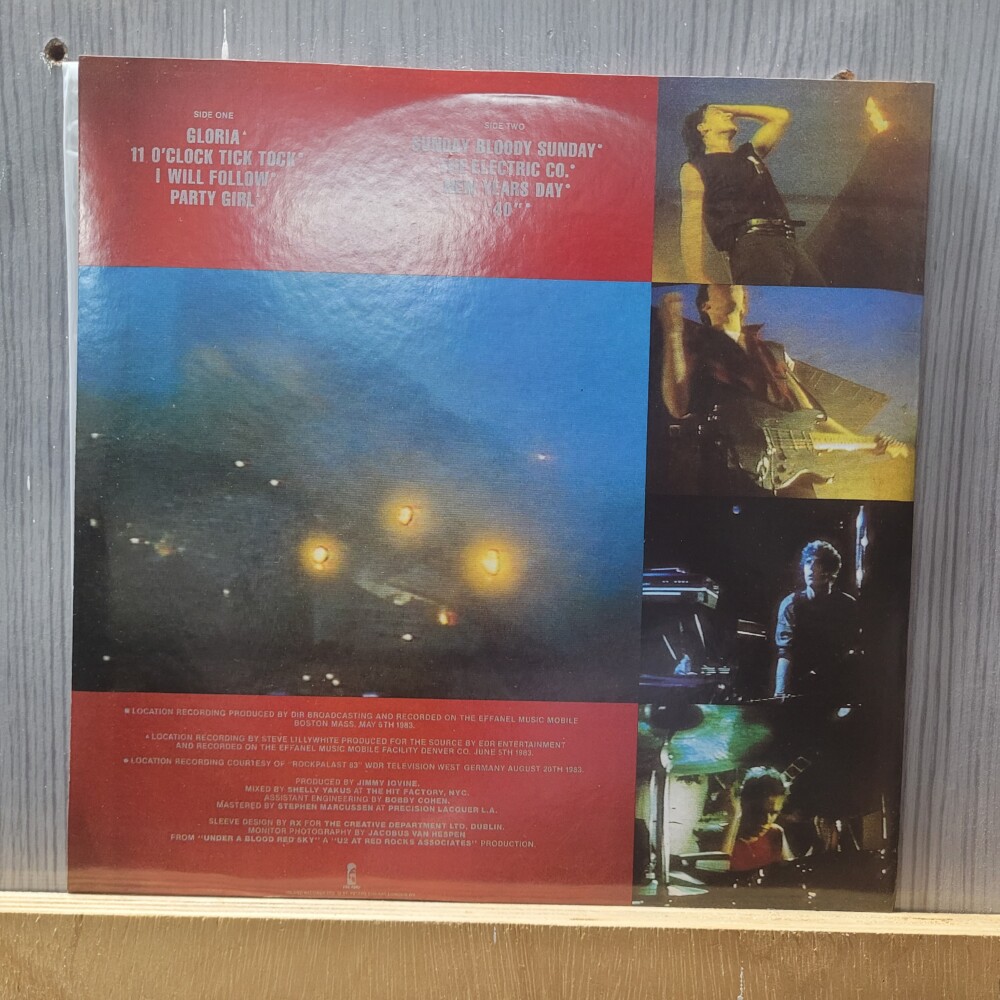 SIDE ONE
GLORIA▲
11 O'CLOCK TICK TOCK
I WILL FOLLOW
PARTY GIRL
SIDE TWO
SUNDAY BLOODY SUNDAY●
ELECTRIC CO.●
NEW YEARS DAY●
"40"
■ LOCATION RECORDING PRODUCED BY DIR BROADCASTING AND RECORDED ON THE EFFANEL MUSIC MOBILE
BOSTON MASS. MAY 6TH 1983.
▲ LOCATION RECORDING BY STEVE LILLYWHITE PRODUCED FOR THE SOURCE BY EOR ENTERTAINMENT
AND RECORDED ON THE EFFANEL MUSIC MOBILE FACILITY DENVER CO. JUNE 5TH 1983.
● LOCATION RECORDING COURTESY OF "ROCKPALAST 83" WDR TELEVISION WEST GERMANY AUGUST 20TH 1983.
PRODUCED BY JIMMY IOVINE.
MIXED BY SHELLY YAKUS AT THE HIT FACTORY, NYC.
ASSISTANT ENGINEERING BY BOBBY COHEN.
MASTERED BY STEPHEN MARCUSSEN AT PRECISION LACQUER L.A.
SLEEVE DESIGN BY RX FOR THE CREATIVE DEPARTMENT LTD, DUBLIN.
MONITOR PHOTOGRAPHY BY JACOBUS VAN HESPEN
FROM "UNDER A BLOOD RED SKY" A "U2 AT RED ROCKS ASSOCIATES" PRODUCTION.